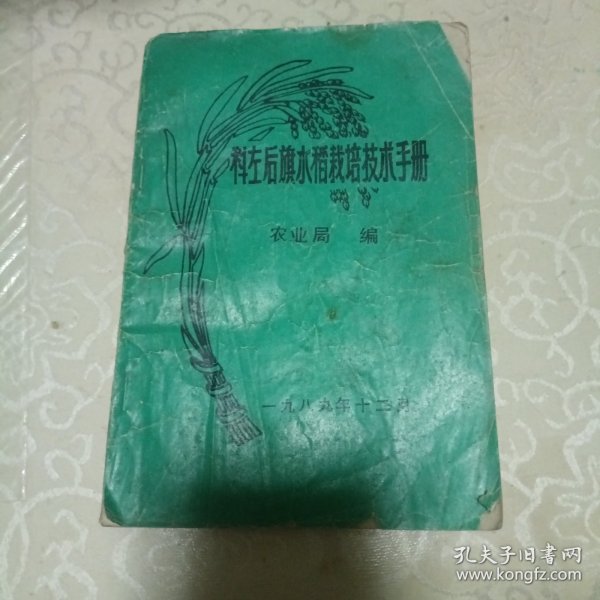 科左后旗水稻栽培技术手册
农业局 编
一九八九年十二月
孔夫子旧书网
www.kongfz.com